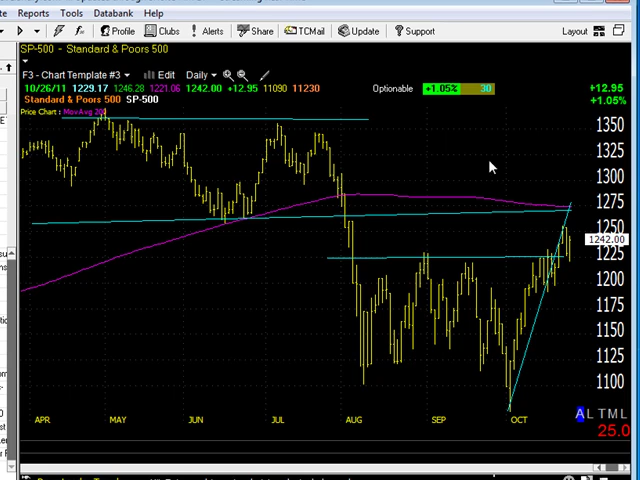 Reports Tools Databank Window Help
Profile Clubs Alerts Share TCMail Update Support Layout
SP-500 - Standard & Poors 500
F3 - Chart Template #3 Edit Daily
10/26/11 1229.17 1246.28 1221.06 1242.00 +12.95 11090 11230 Optionable +1.05% 30 +12.95
Standard & Poors 500 SP-500 +1.05%
Price Chart : MovAvg 200
1350
1325
1300
1275
1242.00
1225
1200
1175
1150
1125
1100
APR MAY JUN JUL AUG SEP OCT
A L T M L
25.0